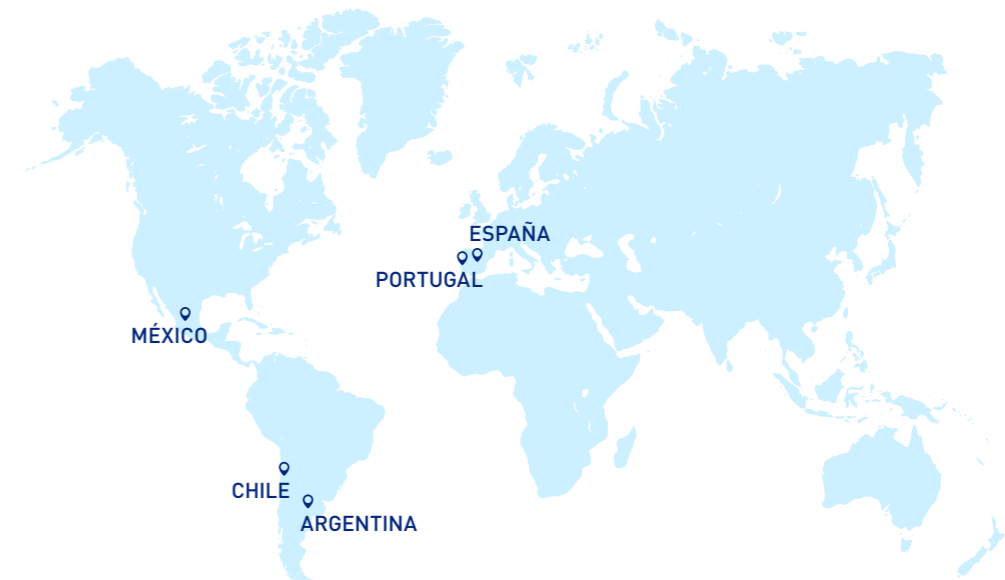 ESPAÑA
PORTUGAL
MÉXICO
CHILE
ARGENTINA